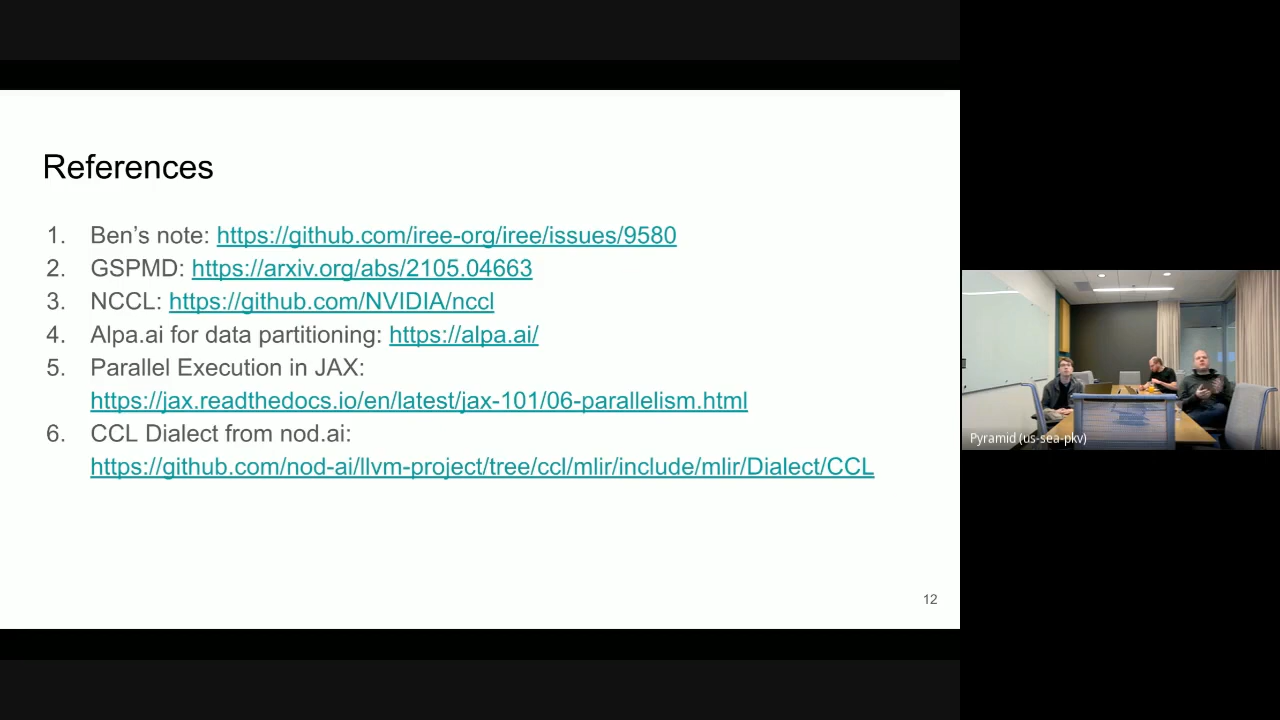 References
1. Ben’s note: https://github.com/iree-org/iree/issues/9580
2. GSPMD: https://arxiv.org/abs/2105.04663
3. NCCL: https://github.com/NVIDIA/nccl
4. Alpa.ai for data partitioning: https://alpa.ai/
5. Parallel Execution in JAX:
https://jax.readthedocs.io/en/latest/jax-101/06-parallelism.html
6. CCL Dialect from nod.ai:
https://github.com/nod-ai/llvm-project/tree/ccl/mlir/include/mlir/Dialect/CCL
12
Pyramid (us-sea-pkv)